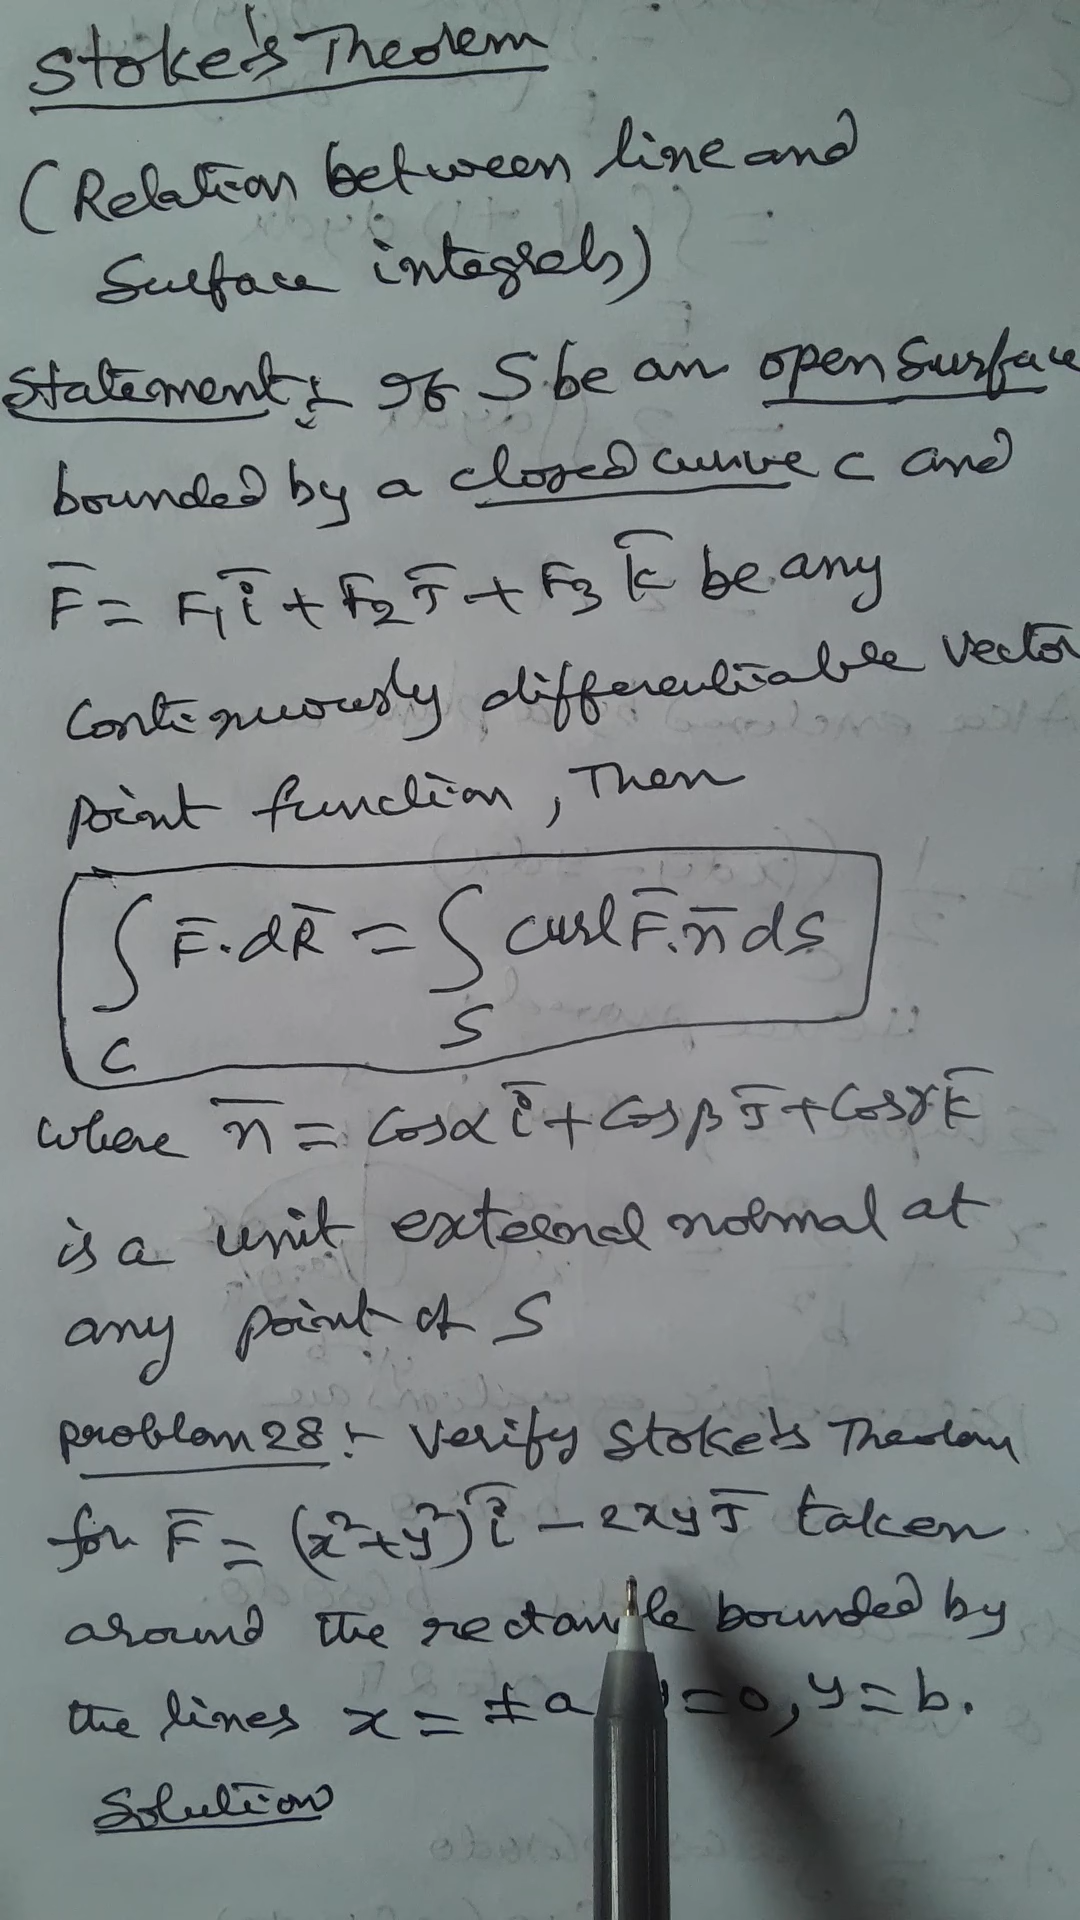 Stoke's Theorem
(Relation between line and
Surface integrals)
Statement:- If S be an open Surface
bounded by a closed curve c and
F̅ = F₁i̅ + F₂J̅ + F₃k̅ be any
continuously differentiable vector
point function, Then
∫ F̅.dR̅ = ∫ curl F̅.n̅ ds
C S
where n̅ = Cosα i̅ + Cosβ J̅ + Cosγ k̅
is a unit external normal at
any point of S
problem 28:- Verify Stoke's Theorem
for F̅ = (x²+y²)i̅ - 2xyJ̅ taken
around the rectangle bounded by
the lines x = ±a =0, y = b.
Solution